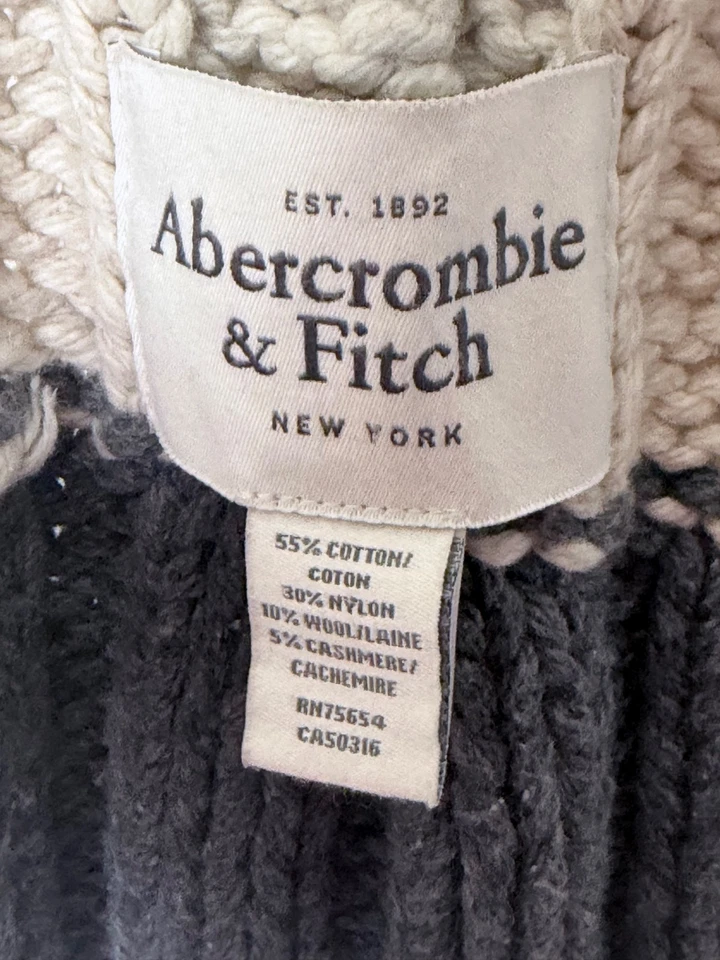 EST. 1892
Abercrombie
& Fitch
NEW YORK
55% COTTON/
COTON
30% NYLON
10% WOOL/LAINE
5% CASHMERE/
CACHEMIRE
RN75654
CA50316